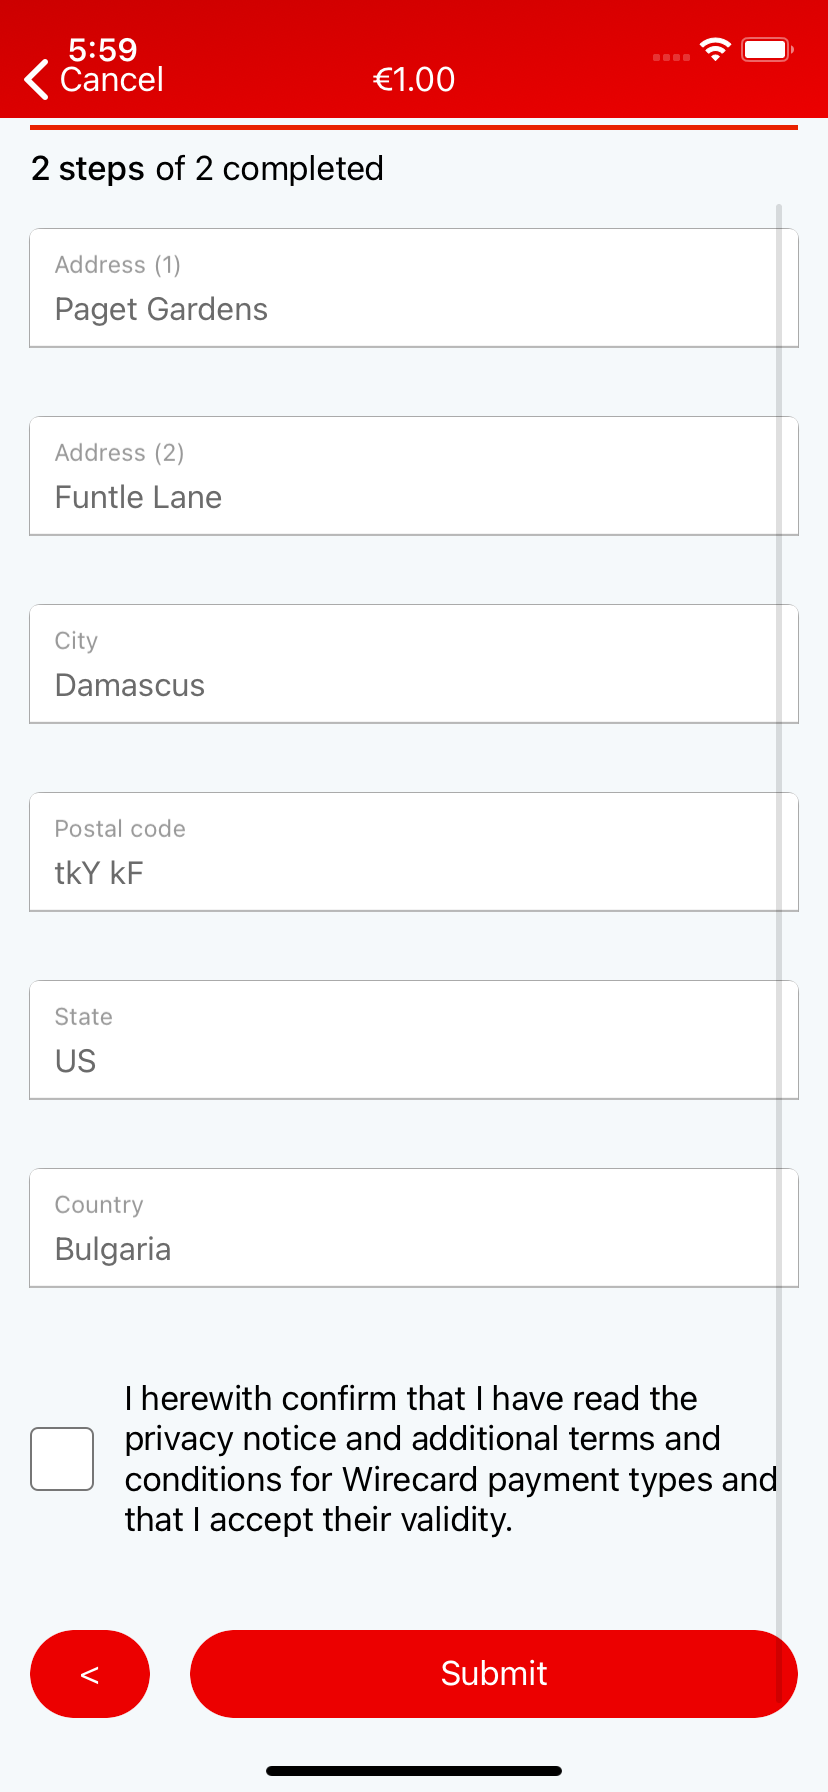 5:59
Cancel
€1.00
2 steps of 2 completed
Address (1)
Paget Gardens
Address (2)
Funtle Lane
City
Damascus
Postal code
tkY kF
State
US
Country
Bulgaria
I herewith confirm that I have read the
privacy notice and additional terms and
conditions for Wirecard payment types and
that I accept their validity.
<
Submit